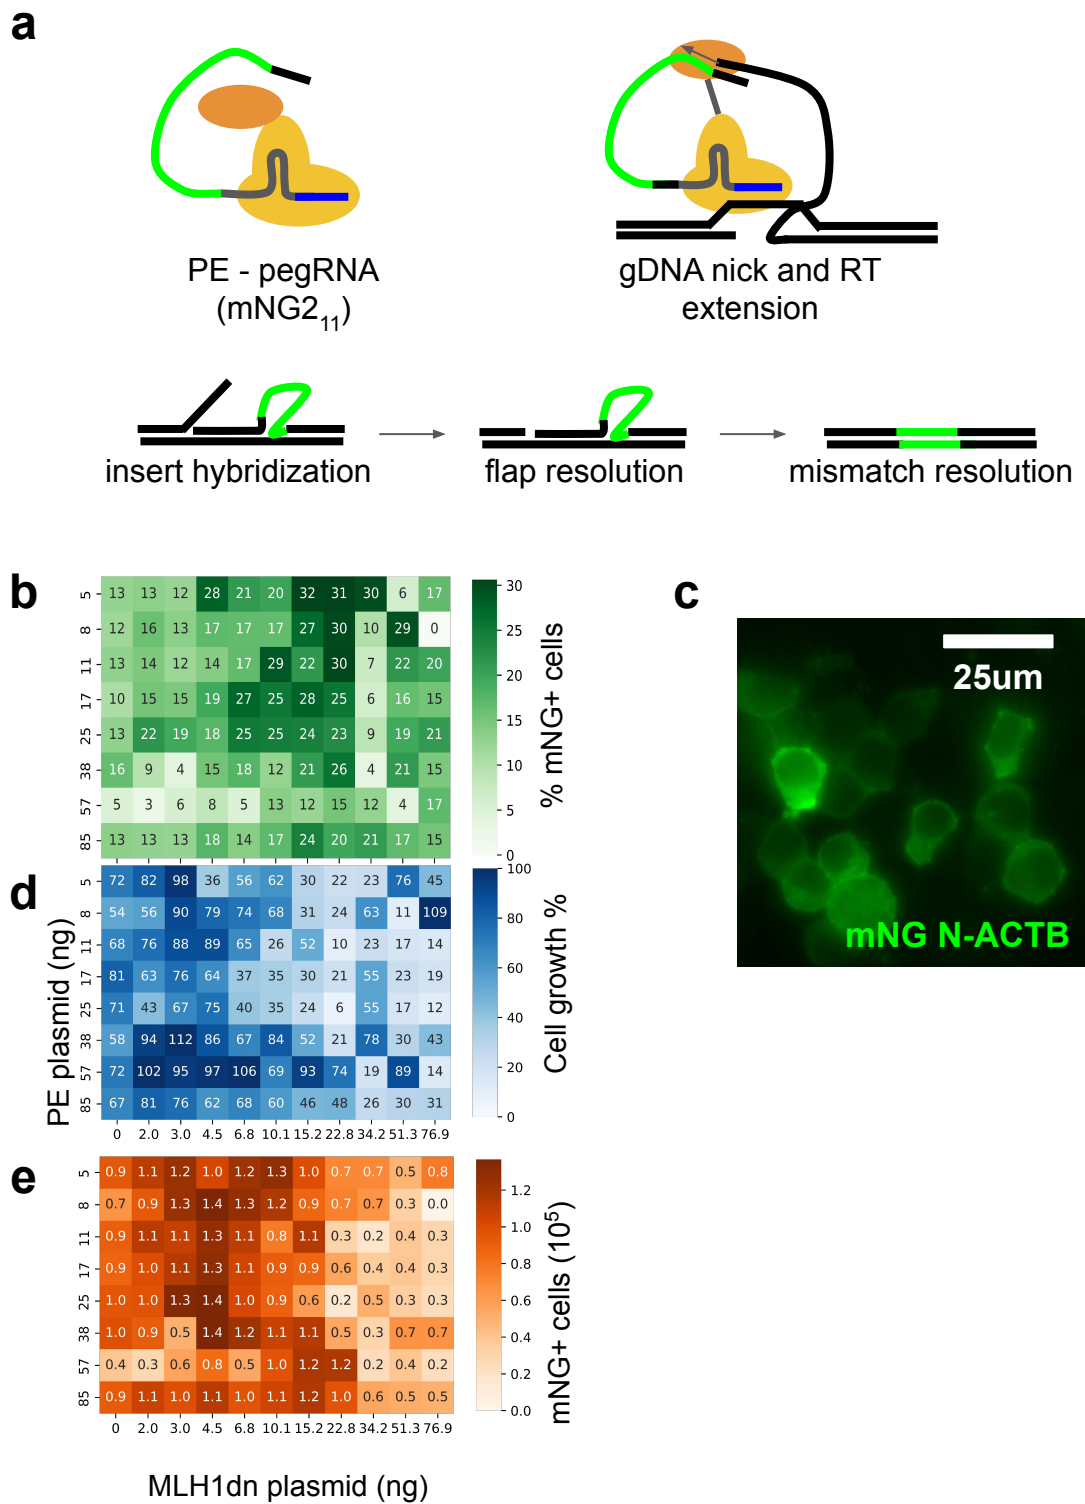 a
PE - pegRNA
(mNG2₁₁)
gDNA nick and RT
extension
insert hybridization
flap resolution
mismatch resolution
b
5 13 13 12 28 21 20 32 31 30 6 17
8 12 16 13 17 17 17 27 30 10 29 0
11 13 14 12 14 17 29 22 30 7 22 20
17 10 15 15 19 27 25 28 25 6 16 15
25 13 22 19 18 25 25 24 23 9 19 21
38 16 9 4 15 18 12 21 26 4 21 15
57 5 3 6 8 5 13 12 15 12 4 17
85 13 13 13 18 14 17 24 20 21 17 15
30
25
20
15
10
5
0
% mNG+ cells
c
25um
mNG N-ACTB
d
5 72 82 98 36 56 62 30 22 23 76 45
8 54 56 90 79 74 68 31 24 63 11 109
11 68 76 88 89 65 26 52 10 23 17 14
17 81 63 76 64 37 35 30 21 55 23 19
25 71 43 67 75 40 35 24 6 55 17 12
38 58 94 112 86 67 84 52 21 78 30 43
57 72 102 95 97 106 69 93 74 19 89 14
85 67 81 76 62 68 60 46 48 26 30 31
0 2.0 3.0 4.5 6.8 10.1 15.2 22.8 34.2 51.3 76.9
PE plasmid (ng)
100
80
60
40
20
0
Cell growth %
e
5 0.9 1.1 1.2 1.0 1.2 1.3 1.0 0.7 0.7 0.5 0.8
8 0.7 0.9 1.3 1.4 1.3 1.2 0.9 0.7 0.7 0.3 0.0
11 0.9 1.1 1.1 1.3 1.1 0.8 1.1 0.3 0.2 0.4 0.3
17 0.9 1.0 1.1 1.3 1.1 0.9 0.9 0.6 0.4 0.4 0.3
25 1.0 1.0 1.3 1.4 1.0 0.9 0.6 0.2 0.5 0.3 0.3
38 1.0 0.9 0.5 1.4 1.2 1.1 1.1 0.5 0.3 0.7 0.7
57 0.4 0.3 0.6 0.8 0.5 1.0 1.2 1.2 0.2 0.4 0.2
85 0.9 1.1 1.0 1.1 1.0 1.1 1.2 1.0 0.6 0.5 0.5
0 2.0 3.0 4.5 6.8 10.1 15.2 22.8 34.2 51.3 76.9
1.2
1.0
0.8
0.6
0.4
0.2
0.0
mNG+ cells (10⁵)
MLH1dn plasmid (ng)